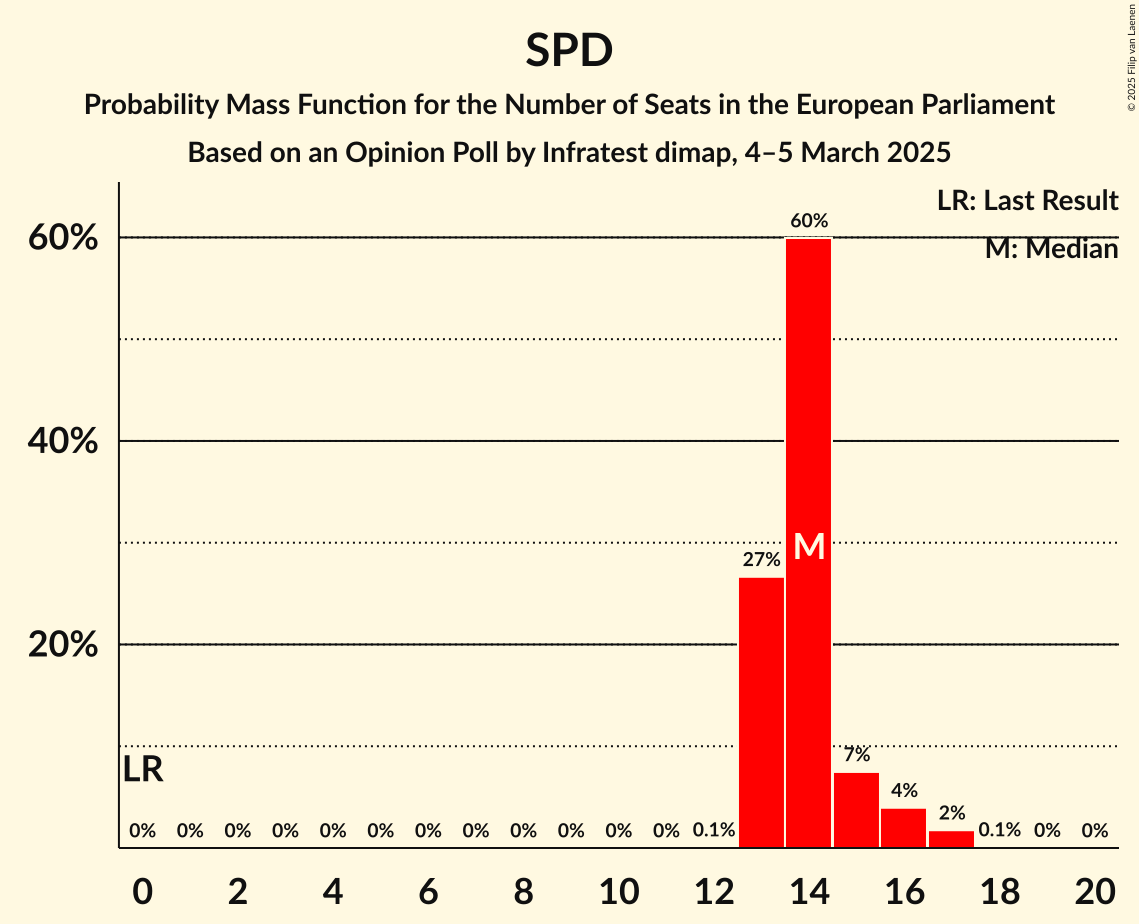 SPD
Probability Mass Function for the Number of Seats in the European Parliament
Based on an Opinion Poll by Infratest dimap, 4–5 March 2025
© 2025 Filip van Laenen
LR: Last Result
M: Median
60%
40%
20%
60%
27%
M
7%
4%
2%
LR
0% 0% 0% 0% 0% 0% 0% 0% 0% 0% 0% 0% 0.1% 0.1% 0% 0%
0 2 4 6 8 10 12 14 16 18 20